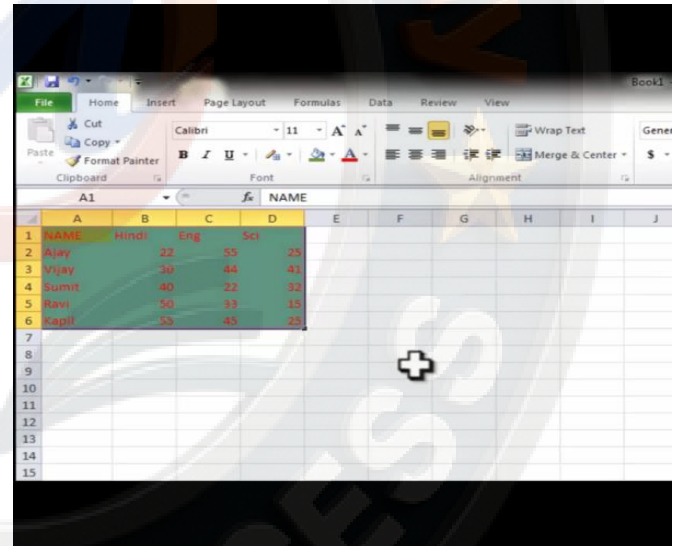 Book1 -
File Home Insert Page Layout Formulas Data Review View
Cut
Copy
Paste
Format Painter
Clipboard
Calibri 11 A A
B I U A
Font
Wrap Text
Merge & Center
Alignment
Gener
$
A1 fx NAME
A B C D E F G H I J
1 NAME Hindi Eng Sci
2 Ajay 22 55 25
3 Vijay 10 44 41
4 Sumit 40 22 32
5 Ravi 50 33 15
6 Kapil 55 45 25
7
8
9
10
11
12
13
14
15
ESS